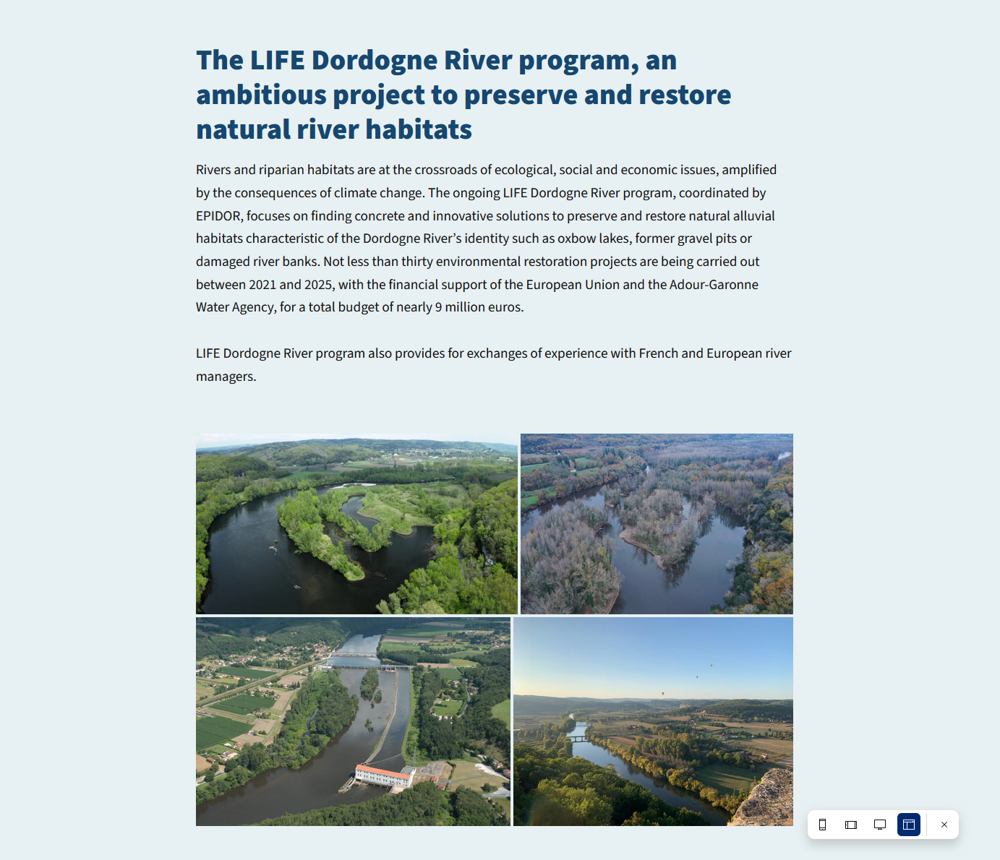 The LIFE Dordogne River program, an
ambitious project to preserve and restore
natural river habitats
Rivers and riparian habitats are at the crossroads of ecological, social and economic issues, amplified
by the consequences of climate change. The ongoing LIFE Dordogne River program, coordinated by
EPIDOR, focuses on finding concrete and innovative solutions to preserve and restore natural alluvial
habitats characteristic of the Dordogne River’s identity such as oxbow lakes, former gravel pits or
damaged river banks. Not less than thirty environmental restoration projects are being carried out
between 2021 and 2025, with the financial support of the European Union and the Adour-Garonne
Water Agency, for a total budget of nearly 9 million euros.
LIFE Dordogne River program also provides for exchanges of experience with French and European river
managers.